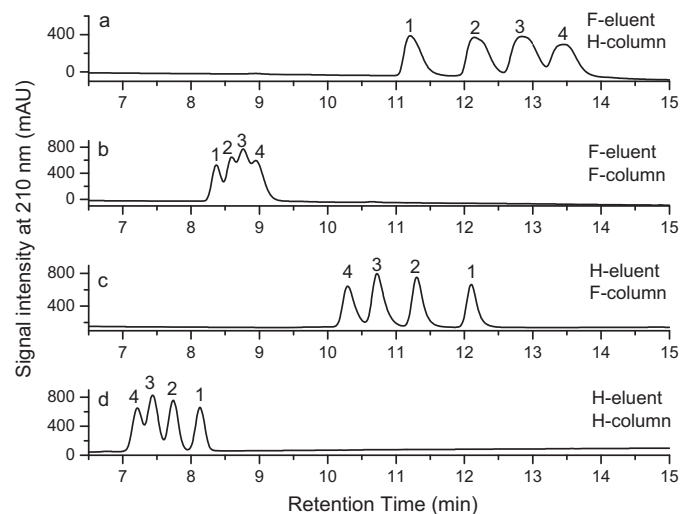 Signal intensity at 210 nm (mAU)
a
F-eluent
H-column
1 2 3 4
400
0
7 8 9 10 11 12 13 14 15
b
F-eluent
F-column
1 2 3 4
800
400
0
7 8 9 10 11 12 13 14 15
c
H-eluent
F-column
4 3 2 1
800
400
7 8 9 10 11 12 13 14 15
d
H-eluent
H-column
4 3 2 1
800
400
0
7 8 9 10 11 12 13 14 15
Retention Time (min)